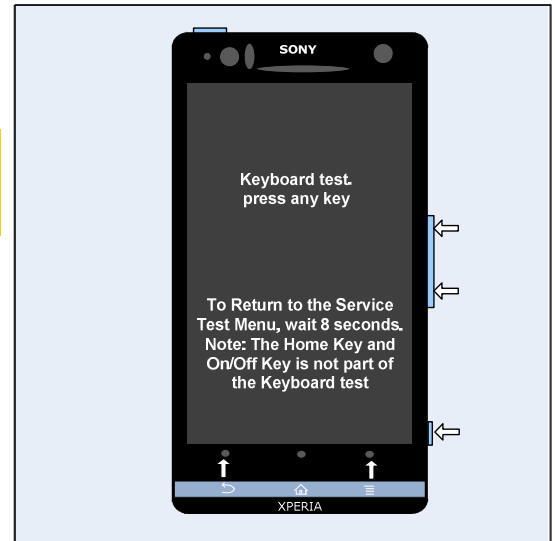 SONY
Keyboard test.
press any key
To Return to the Service
Test Menu, wait 8 seconds.
Note: The Home Key and
On/Off Key is not part of
the Keyboard test
XPERIA